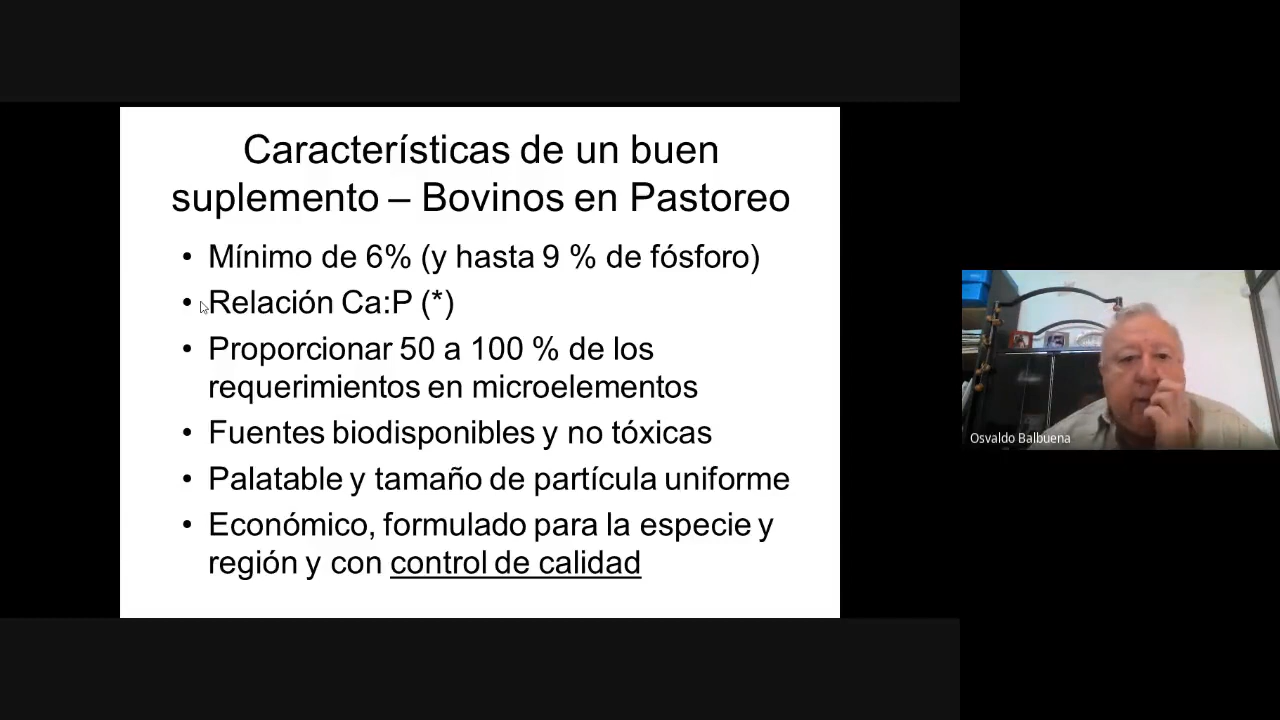 Características de un buen
suplemento – Bovinos en Pastoreo
• Mínimo de 6% (y hasta 9 % de fósforo)
• Relación Ca:P (*)
• Proporcionar 50 a 100 % de los
requerimientos en microelementos
• Fuentes biodisponibles y no tóxicas
• Palatable y tamaño de partícula uniforme
• Económico, formulado para la especie y
región y con control de calidad
Osvaldo Balbuena